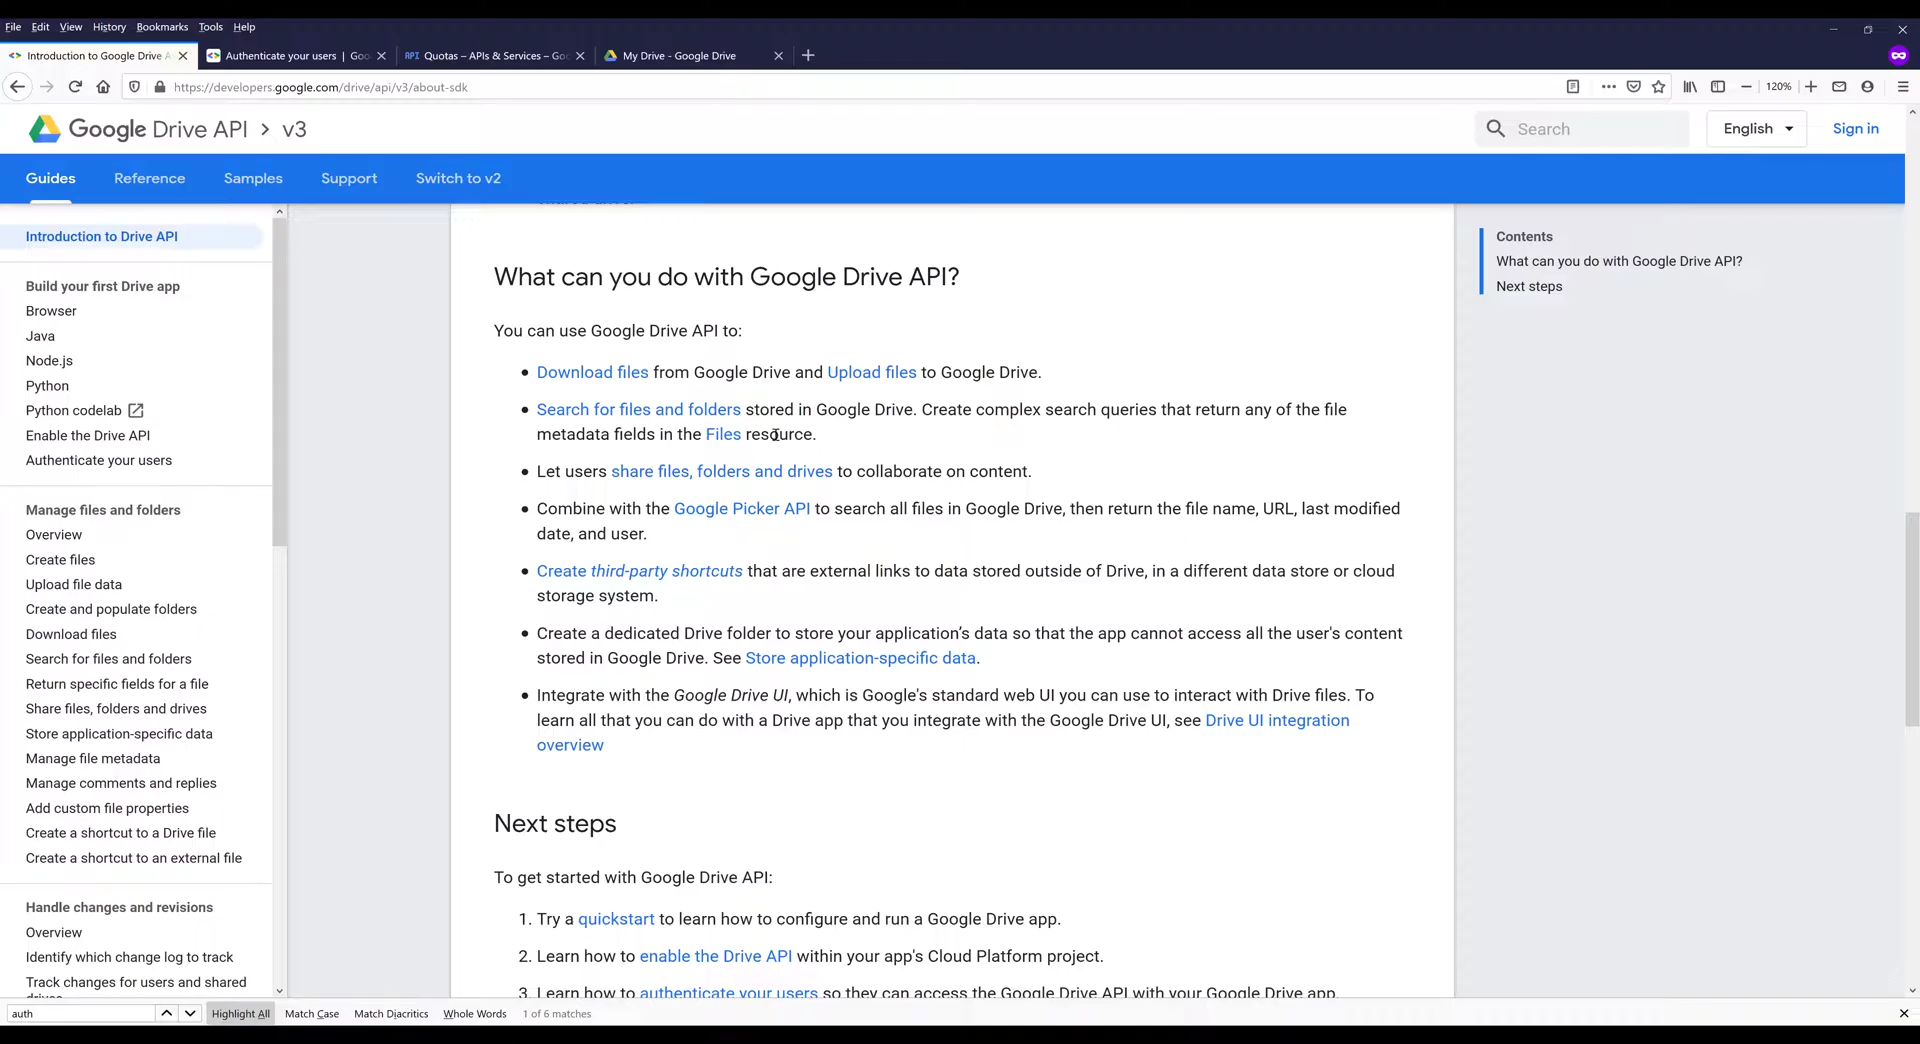 File Edit View History Bookmarks Tools Help
Introduction to Google Drive A
Authenticate your users | Goo
API Quotas – APIs & Services – Goo
My Drive - Google Drive
https://developers.google.com/drive/api/v3/about-sdk
120%
Google Drive API > v3
Search
English
Sign in
Guides Reference Samples Support Switch to v2
Introduction to Drive API
Build your first Drive app
Browser
Java
Node.js
Python
Python codelab
Enable the Drive API
Authenticate your users
Manage files and folders
Overview
Create files
Upload file data
Create and populate folders
Download files
Search for files and folders
Return specific fields for a file
Share files, folders and drives
Store application-specific data
Manage file metadata
Manage comments and replies
Add custom file properties
Create a shortcut to a Drive file
Create a shortcut to an external file
Handle changes and revisions
Overview
Identify which change log to track
Track changes for users and shared
drives
What can you do with Google Drive API?
You can use Google Drive API to:
• Download files from Google Drive and Upload files to Google Drive.
• Search for files and folders stored in Google Drive. Create complex search queries that return any of the file
metadata fields in the Files resource.
• Let users share files, folders and drives to collaborate on content.
• Combine with the Google Picker API to search all files in Google Drive, then return the file name, URL, last modified
date, and user.
• Create third-party shortcuts that are external links to data stored outside of Drive, in a different data store or cloud
storage system.
• Create a dedicated Drive folder to store your application’s data so that the app cannot access all the user's content
stored in Google Drive. See Store application-specific data.
• Integrate with the Google Drive UI, which is Google's standard web UI you can use to interact with Drive files. To
learn all that you can do with a Drive app that you integrate with the Google Drive UI, see Drive UI integration
overview
Next steps
To get started with Google Drive API:
1. Try a quickstart to learn how to configure and run a Google Drive app.
2. Learn how to enable the Drive API within your app's Cloud Platform project.
3. Learn how to authenticate your users so they can access the Google Drive API with your Google Drive app.
Contents
What can you do with Google Drive API?
Next steps
auth
Highlight All Match Case Match Diacritics Whole Words 1 of 6 matches